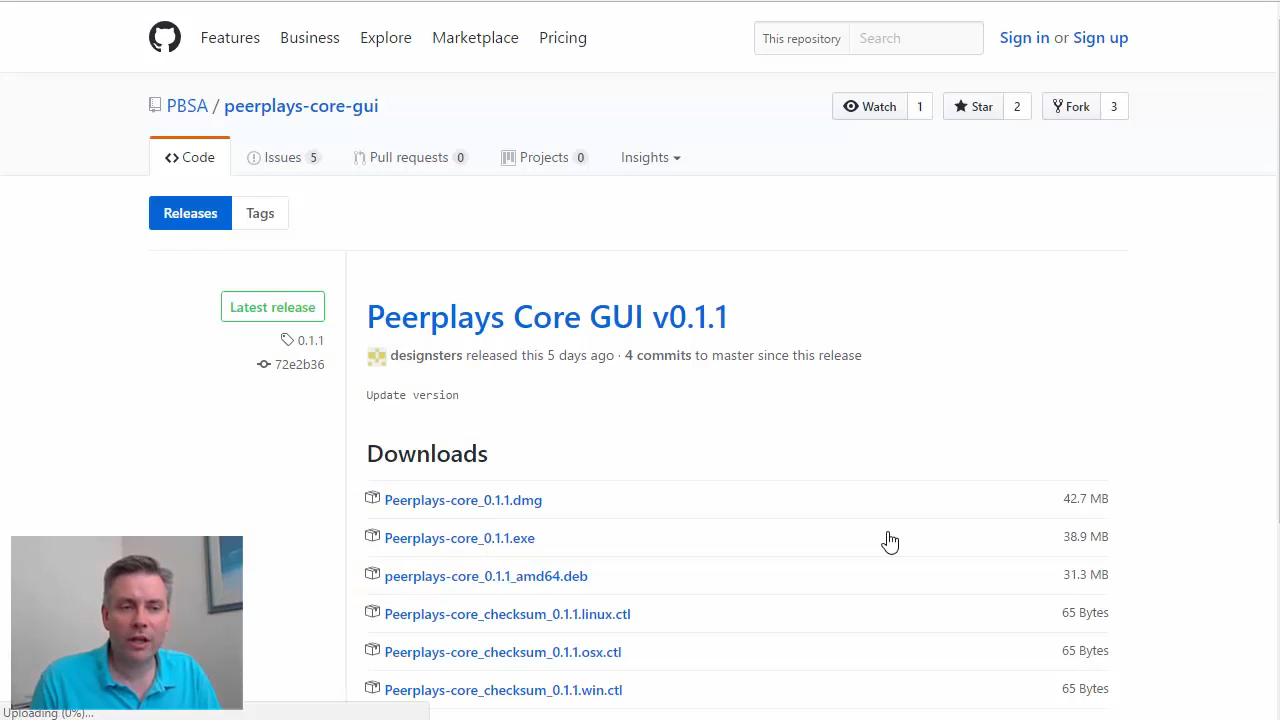 Features Business Explore Marketplace Pricing This repository Search Sign in or Sign up
PBSA / peerplays-core-gui Watch 1 Star 2 Fork 3
Code Issues 5 Pull requests 0 Projects 0 Insights
Releases Tags
Latest release
0.1.1
72e2b36
Peerplays Core GUI v0.1.1
designsters released this 5 days ago · 4 commits to master since this release
Update version
Downloads
Peerplays-core_0.1.1.dmg 42.7 MB
Peerplays-core_0.1.1.exe 38.9 MB
peerplays-core_0.1.1_amd64.deb 31.3 MB
Peerplays-core_checksum_0.1.1.linux.ctl 65 Bytes
Peerplays-core_checksum_0.1.1.osx.ctl 65 Bytes
Peerplays-core_checksum_0.1.1.win.ctl 65 Bytes
Uploading (0%)...